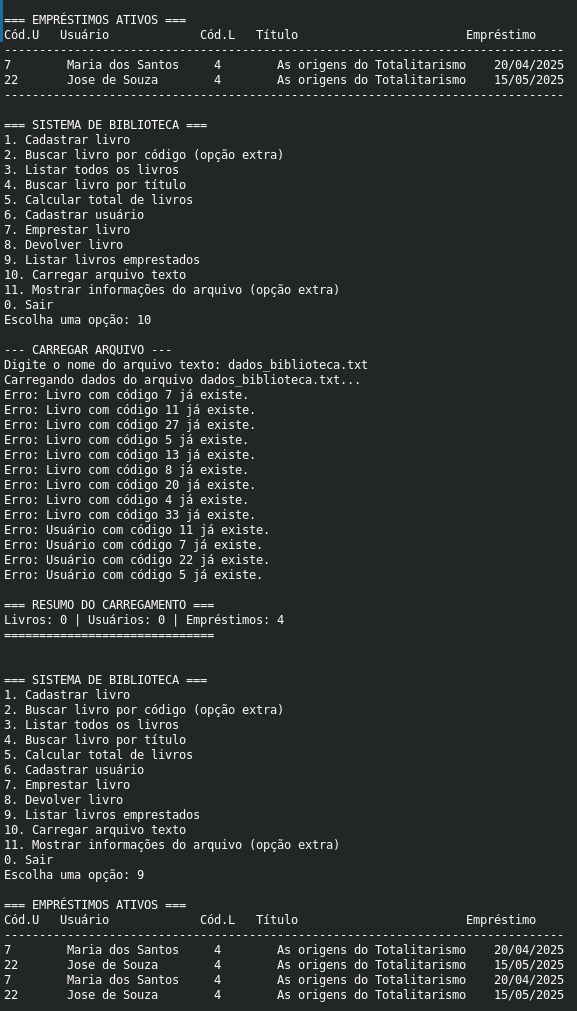 === EMPRÉSTIMOS ATIVOS ===
Cód.U   Usuário             Cód.L   Título                        Empréstimo
--------------------------------------------------------------------------------
7        Maria dos Santos     4        As origens do Totalitarismo    20/04/2025
22       Jose de Souza        4        As origens do Totalitarismo    15/05/2025
--------------------------------------------------------------------------------
=== SISTEMA DE BIBLIOTECA ===
1. Cadastrar livro
2. Buscar livro por código (opção extra)
3. Listar todos os livros
4. Buscar livro por título
5. Calcular total de livros
6. Cadastrar usuário
7. Emprestar livro
8. Devolver livro
9. Listar livros emprestados
10. Carregar arquivo texto
11. Mostrar informações do arquivo (opção extra)
0. Sair
Escolha uma opção: 10
--- CARREGAR ARQUIVO ---
Digite o nome do arquivo texto: dados_biblioteca.txt
Carregando dados do arquivo dados_biblioteca.txt...
Erro: Livro com código 7 já existe.
Erro: Livro com código 11 já existe.
Erro: Livro com código 27 já existe.
Erro: Livro com código 5 já existe.
Erro: Livro com código 13 já existe.
Erro: Livro com código 8 já existe.
Erro: Livro com código 20 já existe.
Erro: Livro com código 4 já existe.
Erro: Livro com código 33 já existe.
Erro: Usuário com código 11 já existe.
Erro: Usuário com código 7 já existe.
Erro: Usuário com código 22 já existe.
Erro: Usuário com código 5 já existe.
=== RESUMO DO CARREGAMENTO ===
Livros: 0 | Usuários: 0 | Empréstimos: 4
==============================
=== SISTEMA DE BIBLIOTECA ===
1. Cadastrar livro
2. Buscar livro por código (opção extra)
3. Listar todos os livros
4. Buscar livro por título
5. Calcular total de livros
6. Cadastrar usuário
7. Emprestar livro
8. Devolver livro
9. Listar livros emprestados
10. Carregar arquivo texto
11. Mostrar informações do arquivo (opção extra)
0. Sair
Escolha uma opção: 9
=== EMPRÉSTIMOS ATIVOS ===
Cód.U   Usuário             Cód.L   Título                        Empréstimo
--------------------------------------------------------------------------------
7        Maria dos Santos     4        As origens do Totalitarismo    20/04/2025
22       Jose de Souza        4        As origens do Totalitarismo    15/05/2025
7        Maria dos Santos     4        As origens do Totalitarismo    20/04/2025
22       Jose de Souza        4        As origens do Totalitarismo    15/05/2025